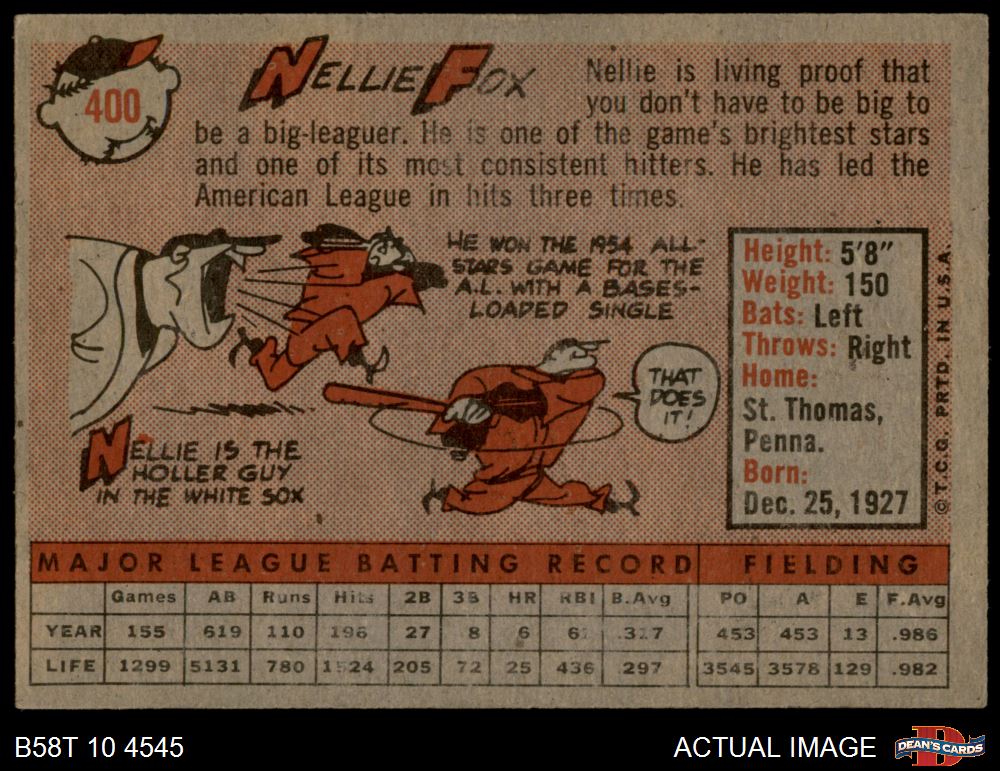 400
NELLIE FOX
Nellie is living proof that
you don't have to be big to
be a big-leaguer. He is one of the game's brightest stars
and one of its most consistent hitters. He has led the
American League in hits three times.
HE WON THE 1954 ALL-
STARS GAME FOR THE
A.L. WITH A BASES-
LOADED SINGLE
THAT
DOES
IT!
NELLIE IS THE
HOLLER GUY
IN THE WHITE SOX
Height: 5'8"
Weight: 150
Bats: Left
Throws: Right
Home:
St. Thomas,
Penna.
Born:
Dec. 25, 1927
© T.C.G. PRTD. IN U.S.A.
MAJOR LEAGUE BATTING RECORD FIELDING
Games AB Runs Hits 2B 3B HR RBI B.Avg PO A E F.Avg
YEAR 155 619 110 196 27 8 6 .317 453 453 13 .986
LIFE 1299 5131 780 205 72 25 436 .297 3545 3578 129 .982
B58T 10 4545
ACTUAL IMAGE
D
DEAN'S CARDS